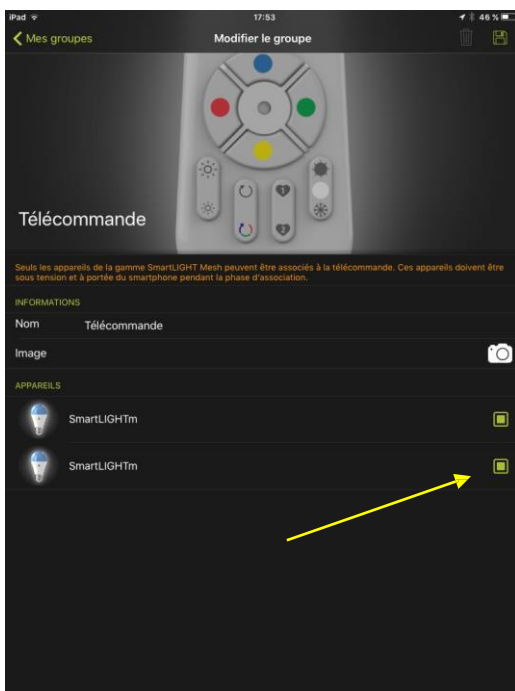 iPad 17:53 46 %
Mes groupes Modifier le groupe
1
2
Télécommande
Seuls les appareils de la gamme SmartLIGHT Mesh peuvent être associés à la télécommande. Ces appareils doivent être
sous tension et à portée du smartphone pendant la phase d'association.
INFORMATIONS
Nom Télécommande
Image
APPAREILS
SmartLIGHTm
SmartLIGHTm